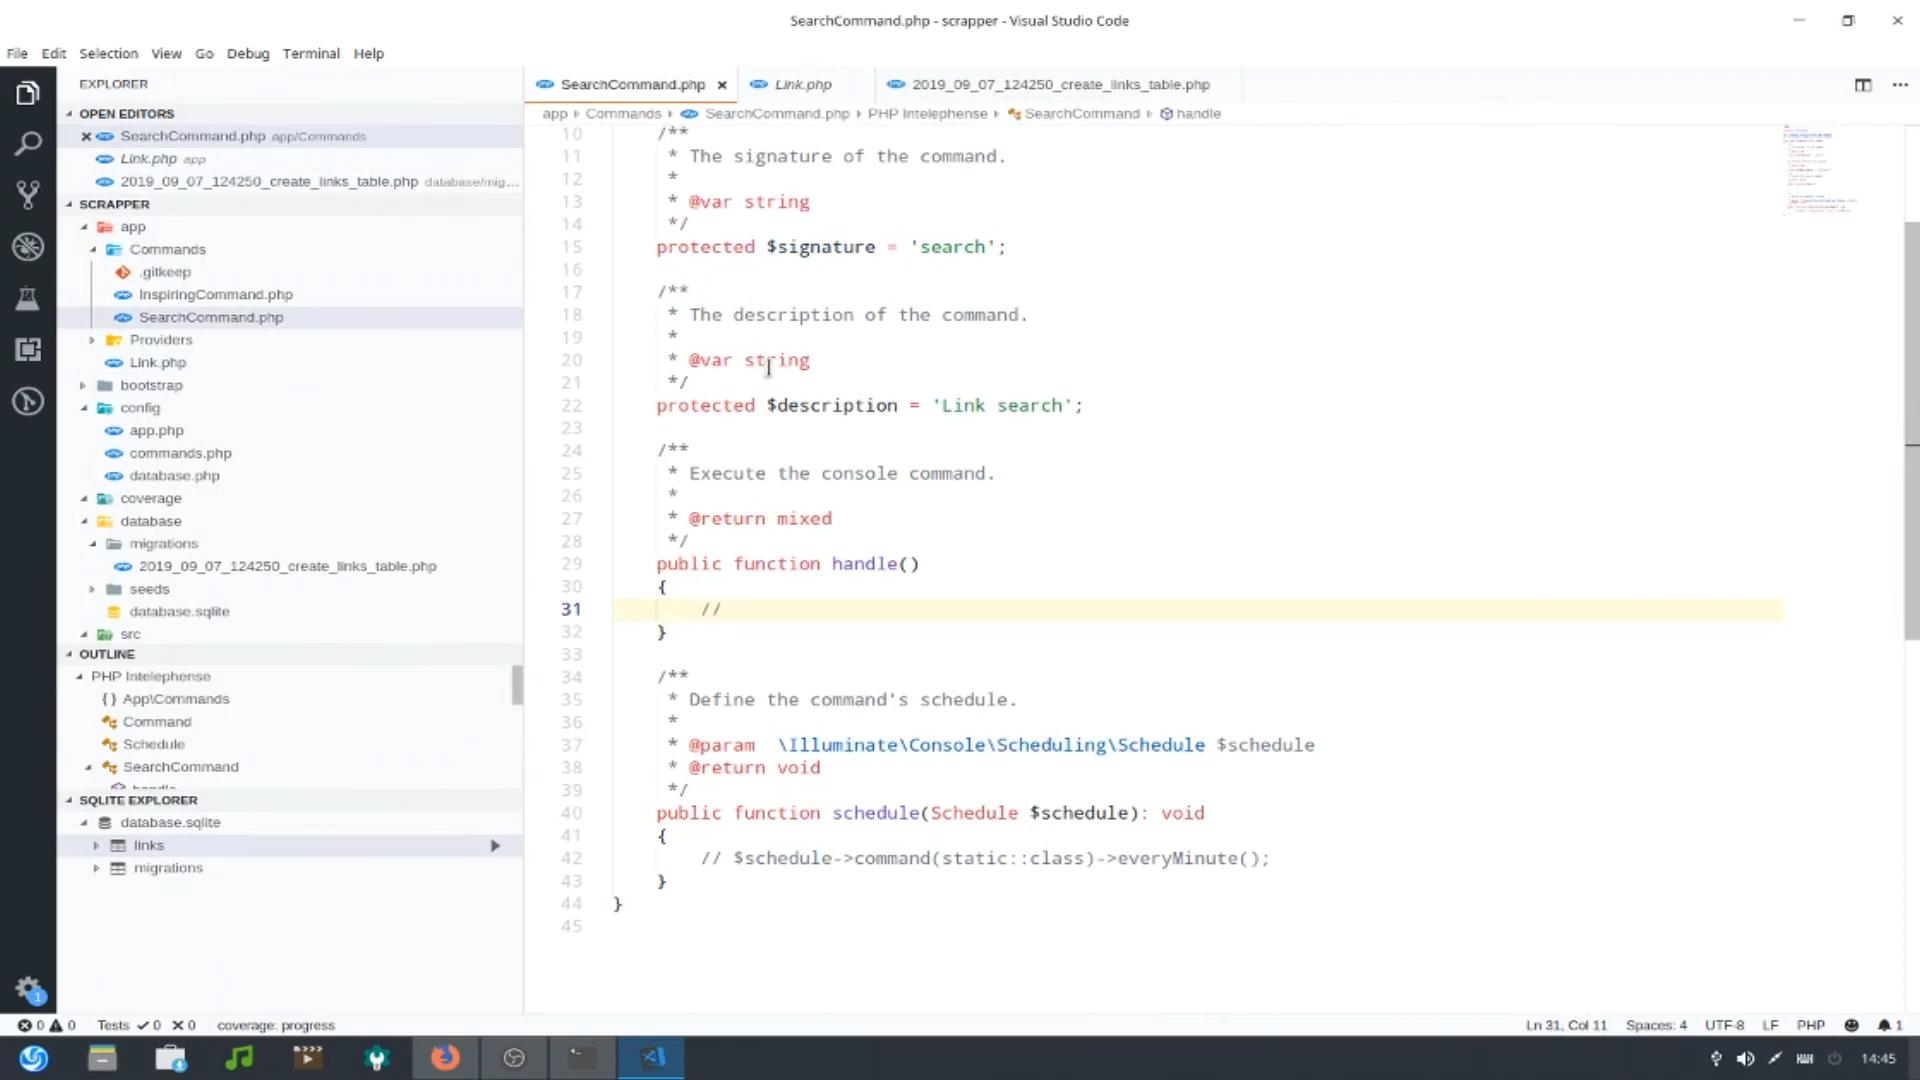 SearchCommand.php - scrapper - Visual Studio Code
File Edit Selection View Go Debug Terminal Help
EXPLORER
OPEN EDITORS
SearchCommand.php app/Commands
Link.php app
2019_09_07_124250_create_links_table.php database/mig...
SCRAPPER
app
Commands
.gitkeep
InspiringCommand.php
SearchCommand.php
Providers
Link.php
bootstrap
config
app.php
commands.php
database.php
coverage
database
migrations
2019_09_07_124250_create_links_table.php
seeds
database.sqlite
src
OUTLINE
PHP Intelephense
{} App\Commands
Command
Schedule
SearchCommand
handle
SQLITE EXPLORER
database.sqlite
links
migrations
SearchCommand.php Link.php 2019_09_07_124250_create_links_table.php
app Commands SearchCommand.php PHP Intelephense SearchCommand handle
10 /**
11 * The signature of the command.
12 *
13 * @var string
14 */
15 protected $signature = 'search';
16
17 /**
18 * The description of the command.
19 *
20 * @var string
21 */
22 protected $description = 'Link search';
23
24 /**
25 * Execute the console command.
26 *
27 * @return mixed
28 */
29 public function handle()
30 {
31 //
32 }
33
34 /**
35 * Define the command's schedule.
36 *
37 * @param \Illuminate\Console\Scheduling\Schedule $schedule
38 * @return void
39 */
40 public function schedule(Schedule $schedule): void
41 {
42 // $schedule->command(static::class)->everyMinute();
43 }
44 }
45
1
0 0 Tests 0 0 coverage: progress Ln 31, Col 11 Spaces: 4 UTF-8 LF PHP 1
14:45